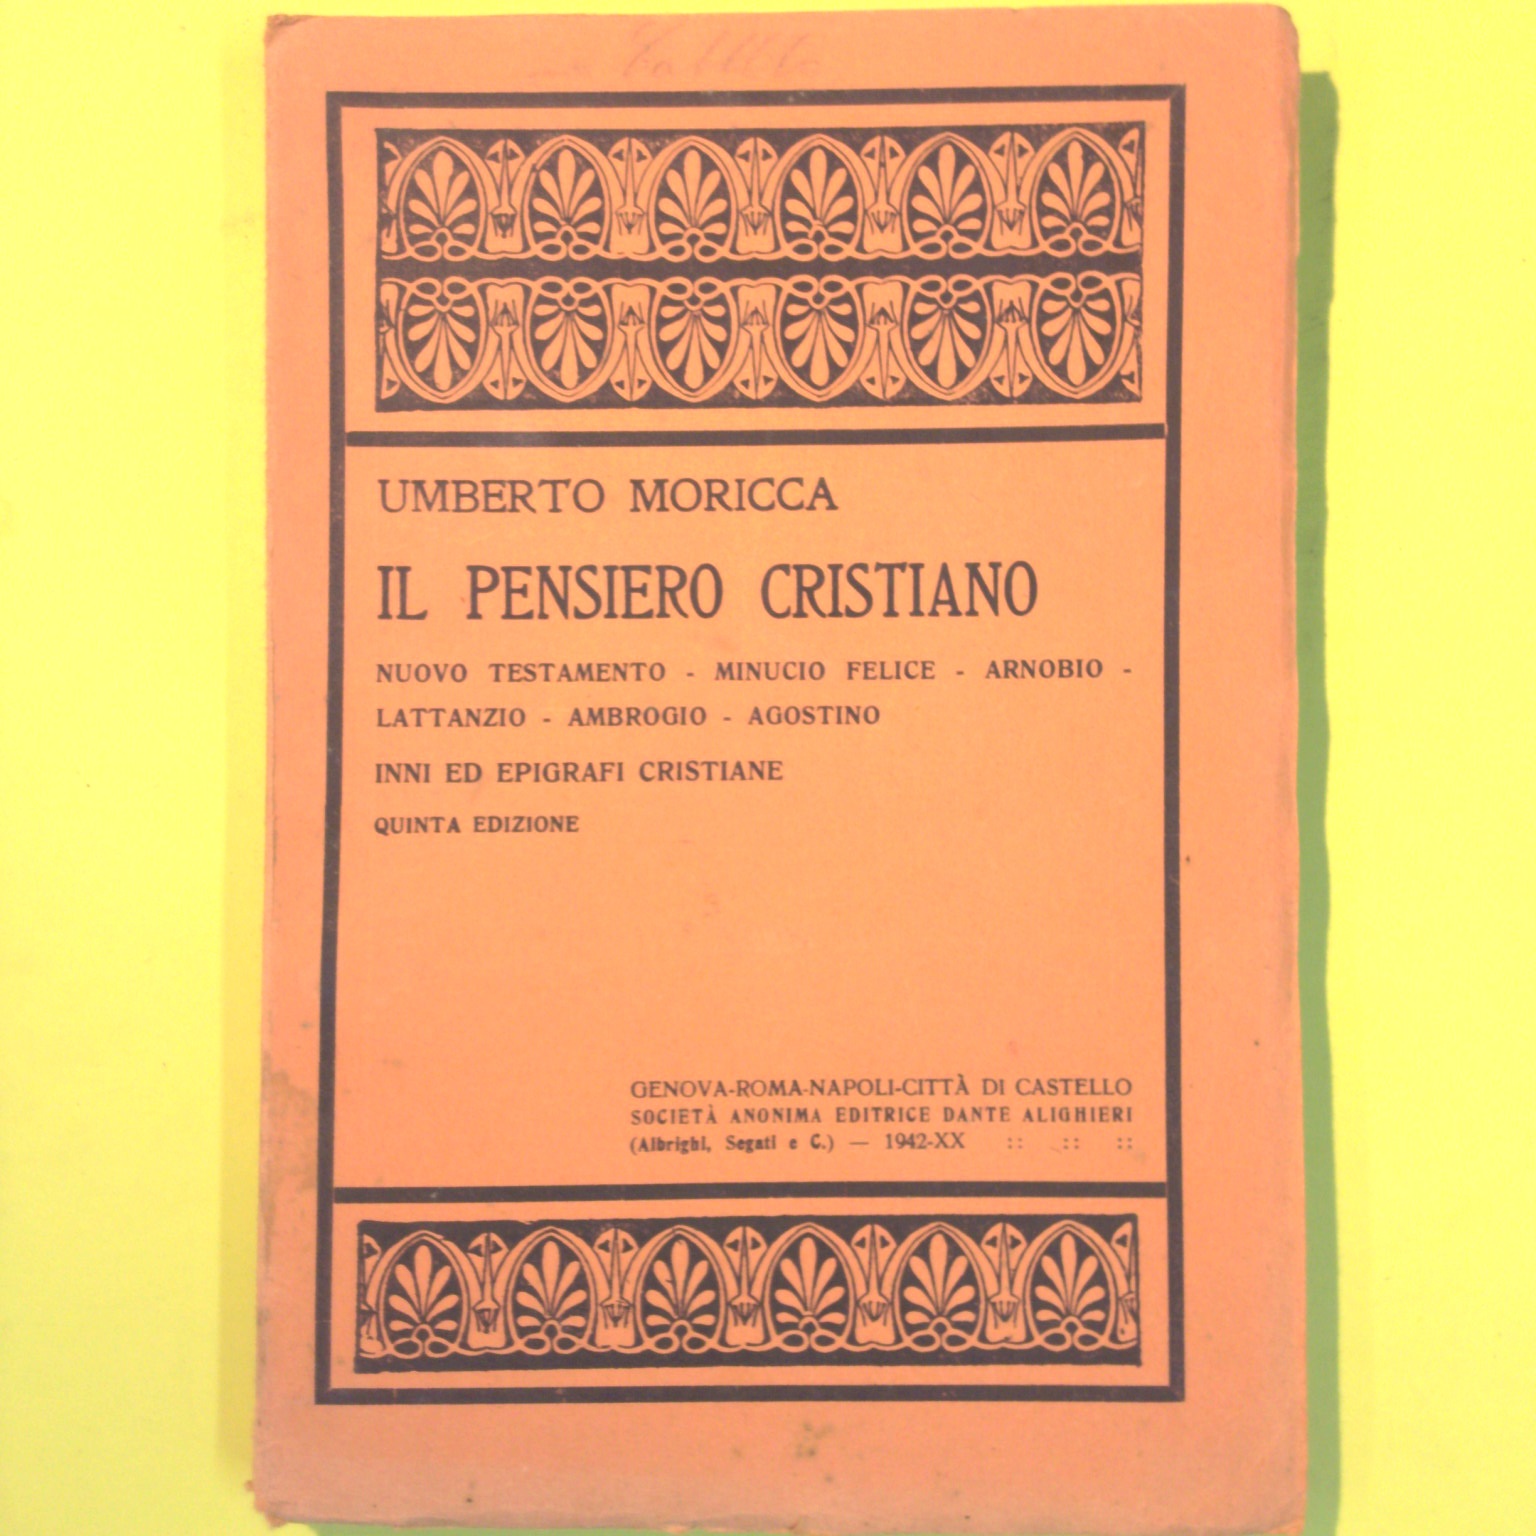 UMBERTO MORICCA
IL PENSIERO CRISTIANO
NUOVO TESTAMENTO - MINUCIO FELICE - ARNOBIO -
LATTANZIO - AMBROGIO - AGOSTINO
INNI ED EPIGRAFI CRISTIANE
QUINTA EDIZIONE
GENOVA-ROMA-NAPOLI-CITTÀ DI CASTELLO
SOCIETÀ ANONIMA EDITRICE DANTE ALIGHIERI
(Albrighi, Segati e C.) — 1942-XX :: :: ::